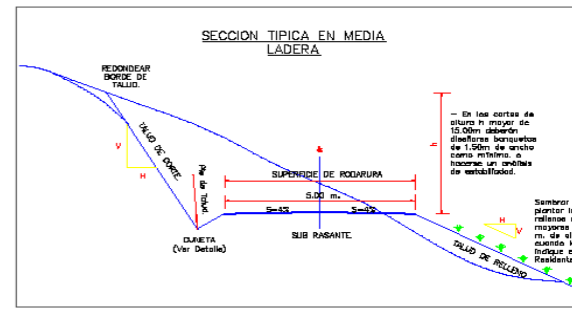 SECCION TIPICA EN MEDIA
LADERA
REDONDEAR
BORDE DE
TALUD.
TALUD DE CORTE.
V
H
Pie de Talud.
SUPERFICIE DE RODARURA
5.00 m.
S=4%
S=4%
CUNETA
(Ver Detalle)
SUB RASANTE.
h
- En los cortes de
altura h mayor de
15.00m deberán
diseñarse banquetas
de 1.50m de ancho
como mínimo, o
hacerse un análisis
de estabilidad.
H
V
TALUD DE RELLENO
Sembrar
plantar
rellenos
mayores
m. de
cuando
indique
Residente